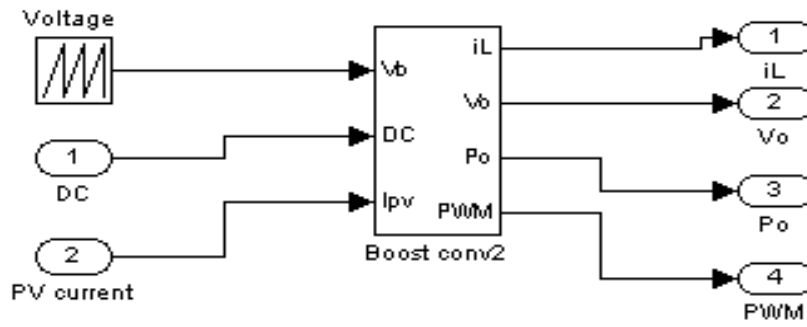 Voltage
Vb
DC
Ipv
iL
Vo
Po
PWM
Boost conv2
1
DC
2
PV current
1
iL
2
Vo
3
Po
4
PWM